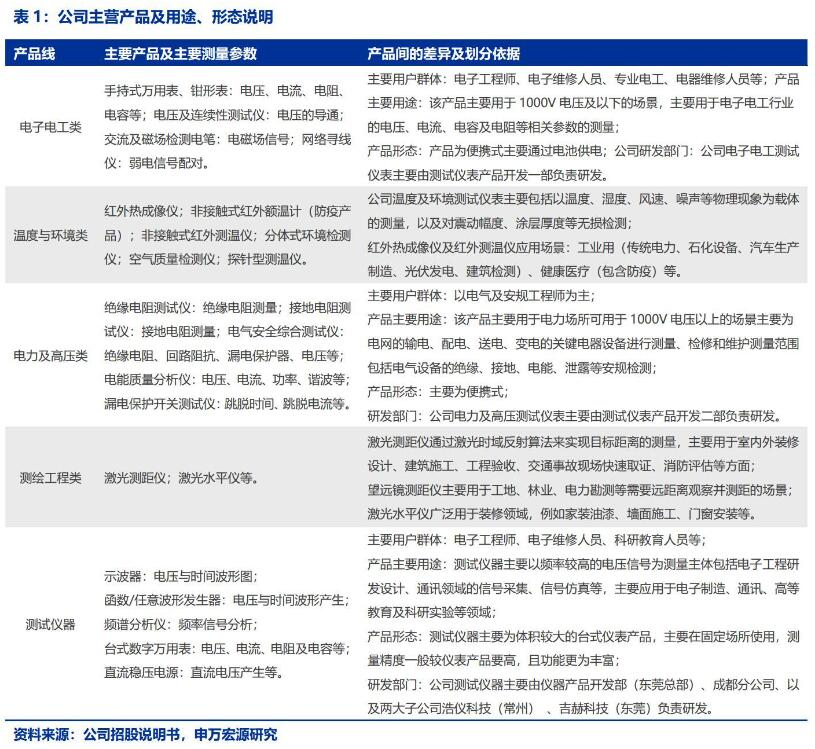 表 1：公司主营产品及用途、形态说明
产品线
主要产品及主要测量参数
产品间的差异及划分依据
电子电工类
手持式万用表、钳形表：电压、电流、电阻、
电容等；电压及连续性测试仪：电压的导通；
交流及磁场检测电笔：电磁场信号；网络寻线
仪：弱电信号配对。
主要用户群体：电子工程师、电子维修人员、专业电工、电器维修人员等；产品
主要用途：该产品主要用于 1000V 电压及以下的场景，主要用于电子电工行业
的电压、电流、电容及电阻等相关参数的测量；
产品形态：产品为便携式主要通过电池供电；公司研发部门：公司电子电工测试
仪表主要由测试仪表产品开发一部负责研发。
温度与环境类
红外热成像仪；非接触式红外额温计（防疫产
品）；非接触式红外测温仪；分体式环境检测
仪；空气质量检测仪；探针型测温仪。
公司温度及环境测试仪表主要包括以温度、湿度、风速、噪声等物理现象为载体
的测量，以及对震动幅度、涂层厚度等无损检测；
红外热成像仪及红外测温仪应用场景：工业用（传统电力、石化设备、汽车生产
制造、光伏发电、建筑检测）、健康医疗（包含防疫）等。
电力及高压类
绝缘电阻测试仪：绝缘电阻测量；接地电阻测
试仪：接地电阻测量；电气安全综合测试仪：
绝缘电阻、回路阻抗、漏电保护器、电压等；
电能质量分析仪：电压、电流、功率、谐波等；
漏电保护开关测试仪：跳脱时间、跳脱电流等。
主要用户群体：以电气及安规工程师为主；
产品主要用途：该产品主要用于电力场所可用于 1000V 电压以上的场景主要为
电网的输电、配电、送电、变电的关键电器设备进行测量、检修和维护测量范围
包括电气设备的绝缘、接地、电能、泄露等安规检测；
产品形态：主要为便携式；
研发部门：公司电力及高压测试仪表主要由测试仪表产品开发二部负责研发。
测绘工程类
激光测距仪；激光水平仪等。
激光测距仪通过激光时域反射算法来实现目标距离的测量，主要用于室内外装修
设计、建筑施工、工程验收、交通事故现场快速取证、消防评估等方面；
望远镜测距仪主要用于工地、林业、电力勘测等需要远距离观察并测距的场景；
激光水平仪广泛用于装修领域，例如家装油漆、墙面施工、门窗安装等。
测试仪器
示波器：电压与时间波形图；
函数/任意波形发生器：电压与时间波形产生；
频谱分析仪：频率信号分析；
台式数字万用表：电压、电流、电阻及电容等；
直流稳压电源：直流电压产生等。
主要用户群体：电子工程师、电子维修人员、科研教育人员等；
产品主要用途：测试仪器主要以频率较高的电压信号为测量主体包括电子工程研
发设计、通讯领域的信号采集、信号仿真等，主要应用于电子制造、通讯、高等
教育及科研实验等领域；
产品形态：测试仪器主要为体积较大的台式仪表产品，主要在固定场所使用，测
量精度一般较仪表产品要高，且功能更为丰富；
研发部门：公司测试仪器主要由仪器产品开发部（东莞总部）、成都分公司、以
及两大子公司浩仪科技（常州）、吉赫科技（东莞）负责研发。
资料来源：公司招股说明书，申万宏源研究